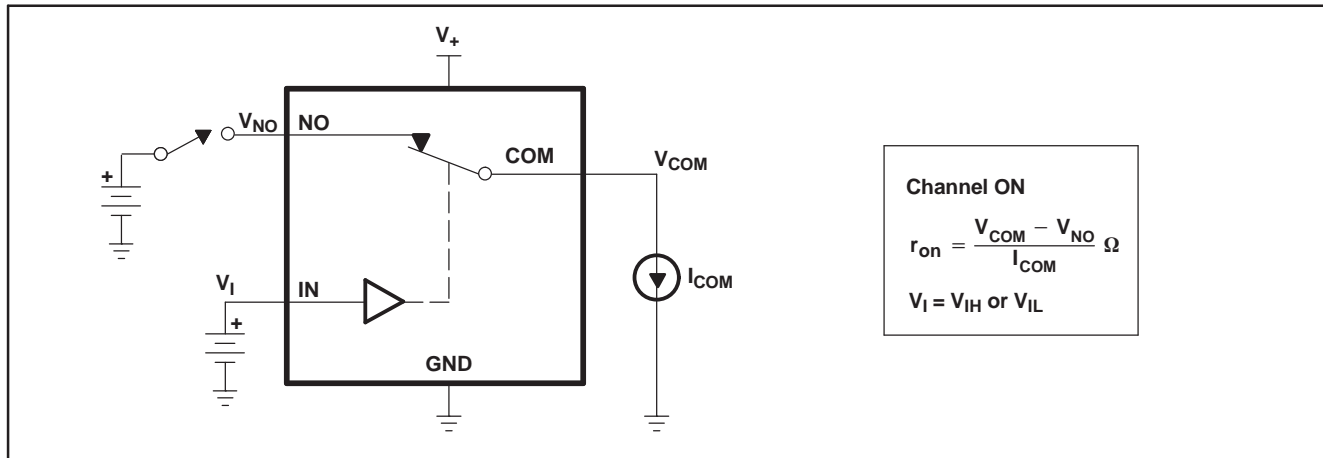 V+
VNO NO
COM
VCOM
+
VI IN
+
ICOM
GND
Channel ON
ron = VCOM − VNO / ICOM Ω
VI = VIH or VIL